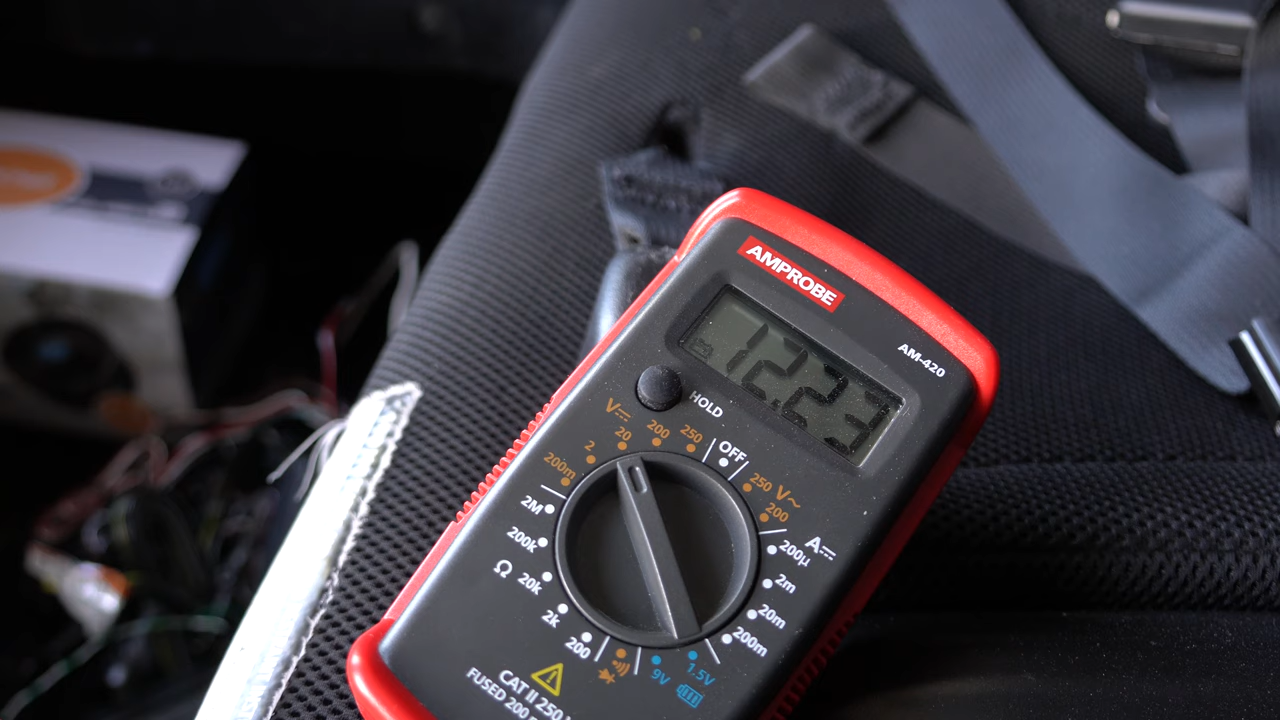 AMPROBE
AM-420
12.23
HOLD
V⎓
200m
2
20
200
250
OFF
250
V~
200
A⎓
200µ
2m
20m
200m
1.5V
9V
2M
200k
Ω
20k
2k
200
CAT II 250
FUSED 200